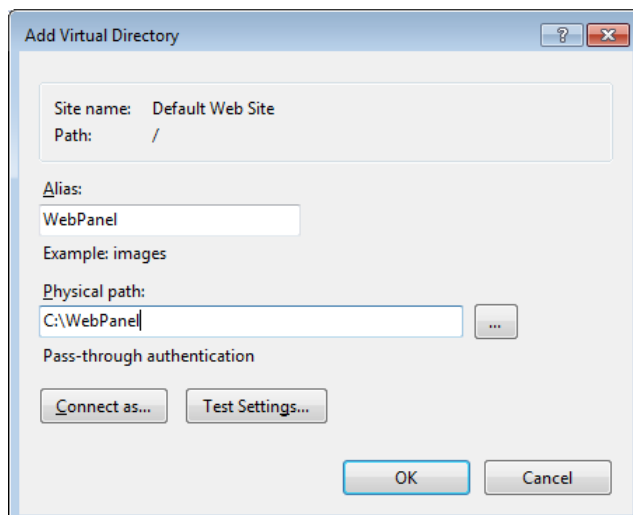 Add Virtual Directory
?
Site name: Default Web Site
Path: /
Alias:
WebPanel
Example: images
Physical path:
C:\WebPanel
...
Pass-through authentication
Connect as... Test Settings...
OK Cancel